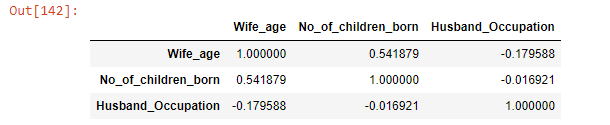 Out[142]:
Wife_age No_of_children_born Husband_Occupation
Wife_age 1.000000 0.541879 -0.179588
No_of_children_born 0.541879 1.000000 -0.016921
Husband_Occupation -0.179588 -0.016921 1.000000